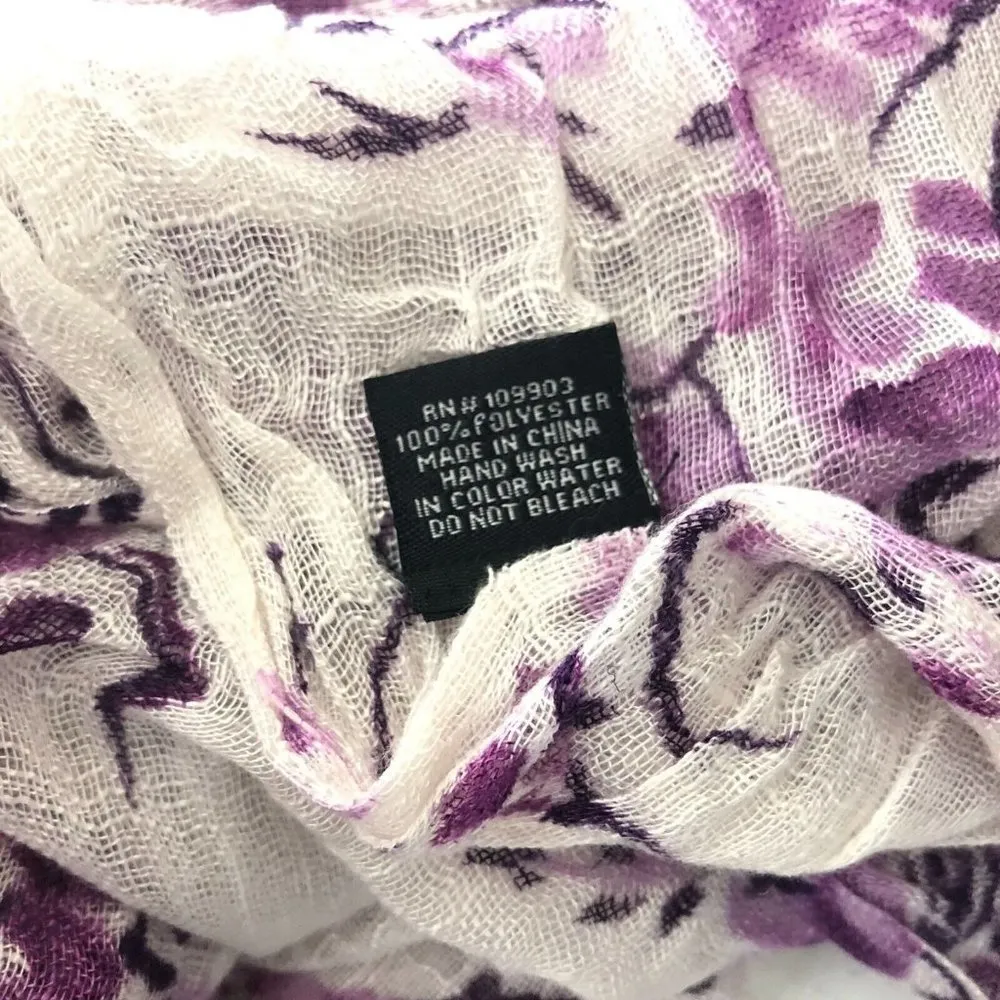 RN# 109903
100% POLYESTER
MADE IN CHINA
HAND WASH
IN COLOR WATER
DO NOT BLEACH